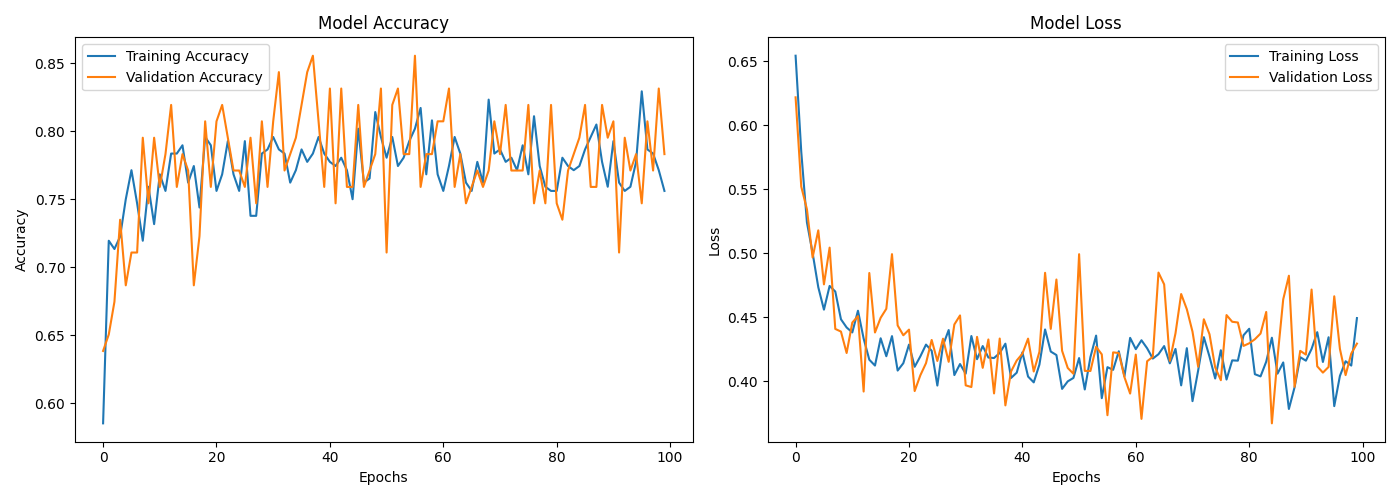 Model Accuracy
Training Accuracy
Validation Accuracy
0.85
0.80
0.75
0.70
0.65
0.60
Accuracy
0
20
40
60
80
100
Epochs
Model Loss
Training Loss
Validation Loss
0.65
0.60
0.55
0.50
0.45
0.40
Loss
0
20
40
60
80
100
Epochs